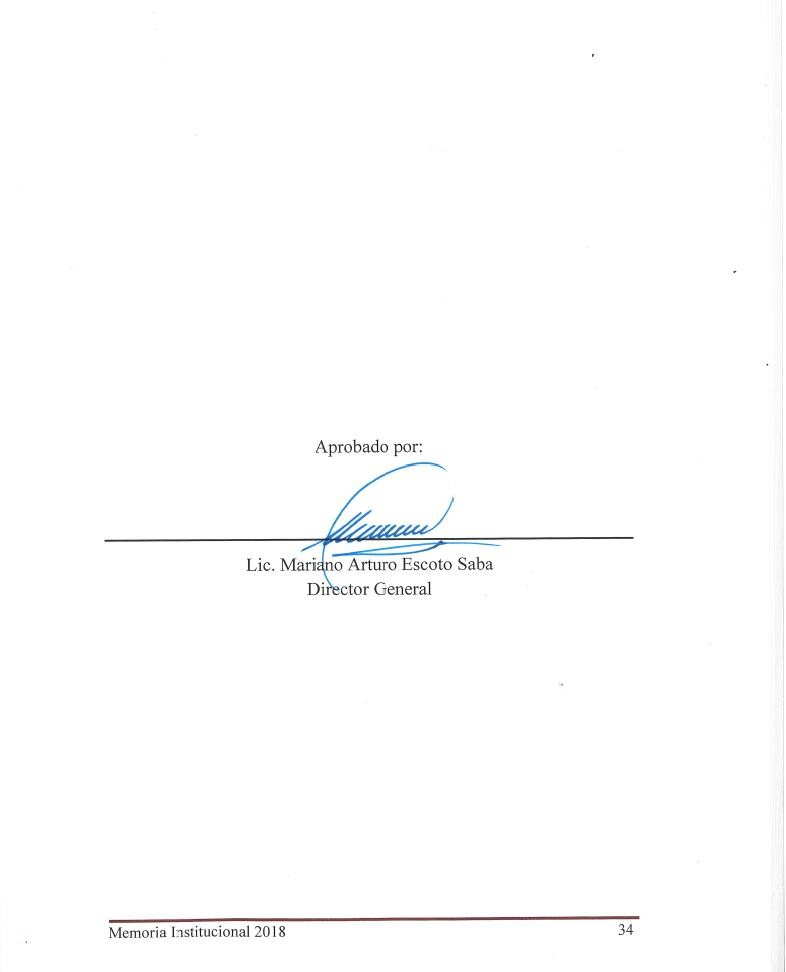 Aprobado por:
Lic. Mariano Arturo Escoto Saba
Director General
Memoria Institucional 2018 34